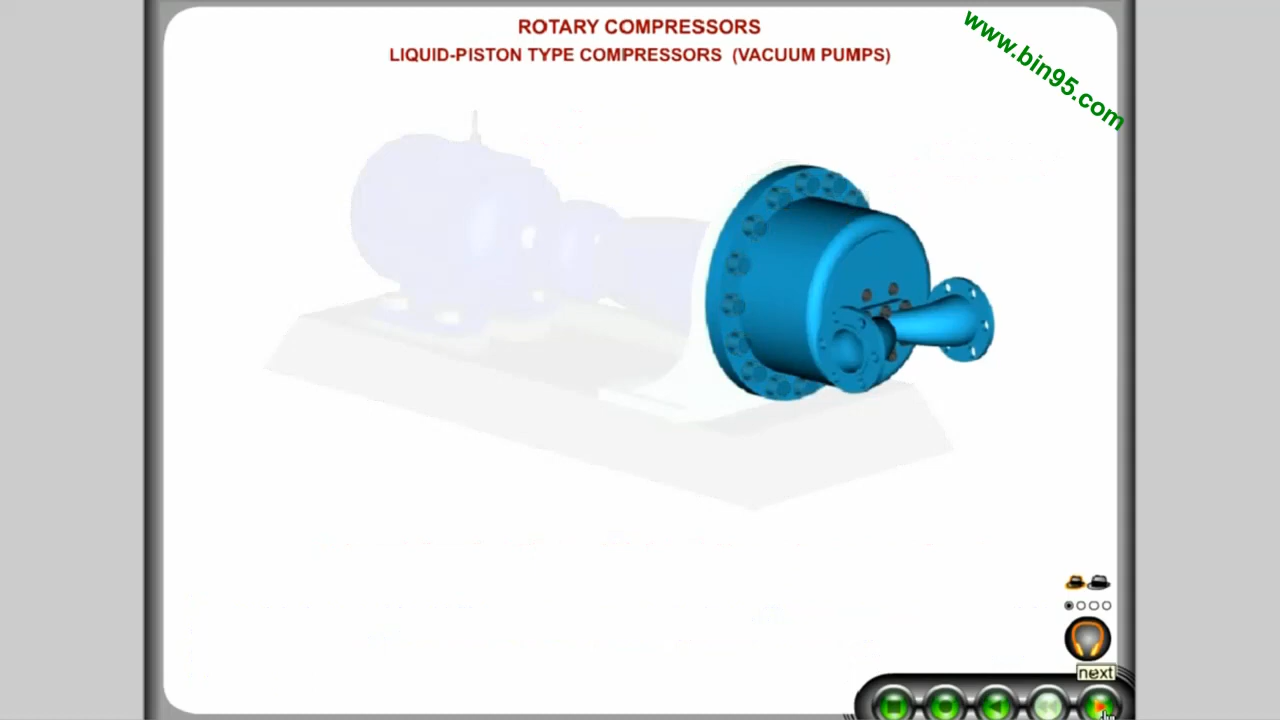 ROTARY COMPRESSORS
LIQUID-PISTON TYPE COMPRESSORS (VACUUM PUMPS)
www.bin95.com
next